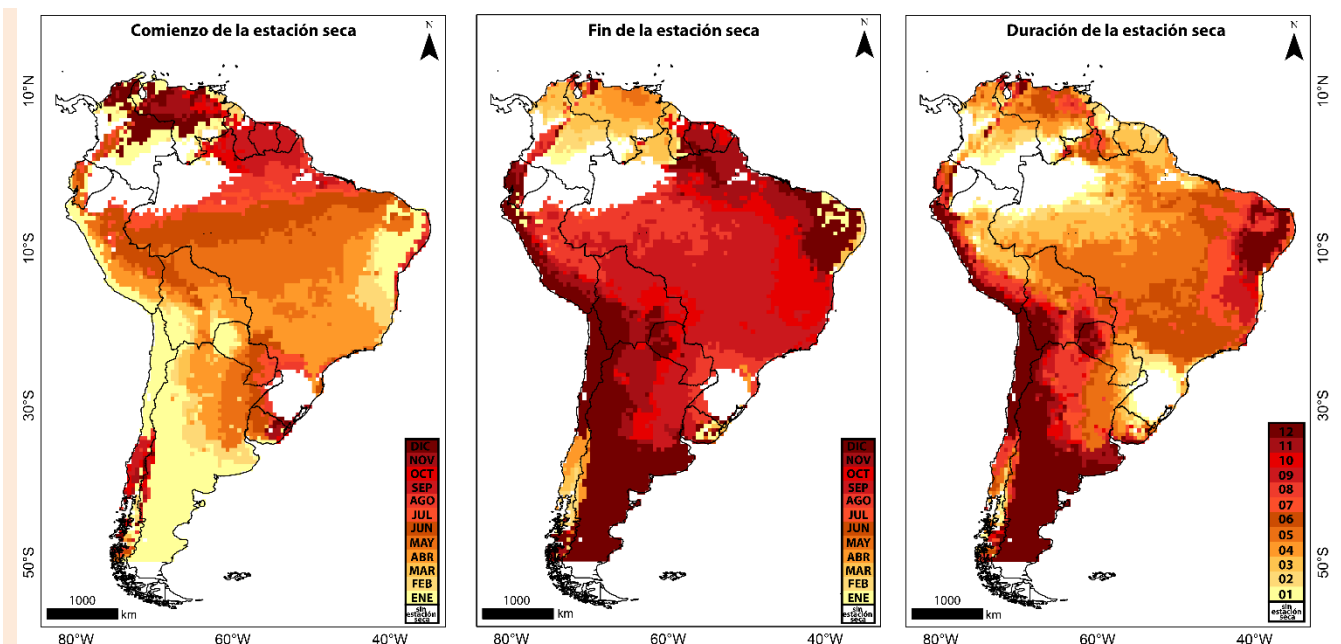 Comienzo de la estación seca
N
10°N
10°S
30°S
50°S
DIC
NOV
OCT
SEP
AGO
JUL
JUN
MAY
ABR
MAR
FEB
ENE
sin
estación
seca
1000
km
80°W
60°W
40°W
Fin de la estación seca
N
DIC
NOV
OCT
SEP
AGO
JUL
JUN
MAY
ABR
MAR
FEB
ENE
sin
estación
seca
1000
km
80°W
60°W
40°W
Duración de la estación seca
N
10°N
10°S
30°S
50°S
12
11
10
09
08
07
06
05
04
03
02
01
sin
estación
seca
1000
km
80°W
60°W
40°W